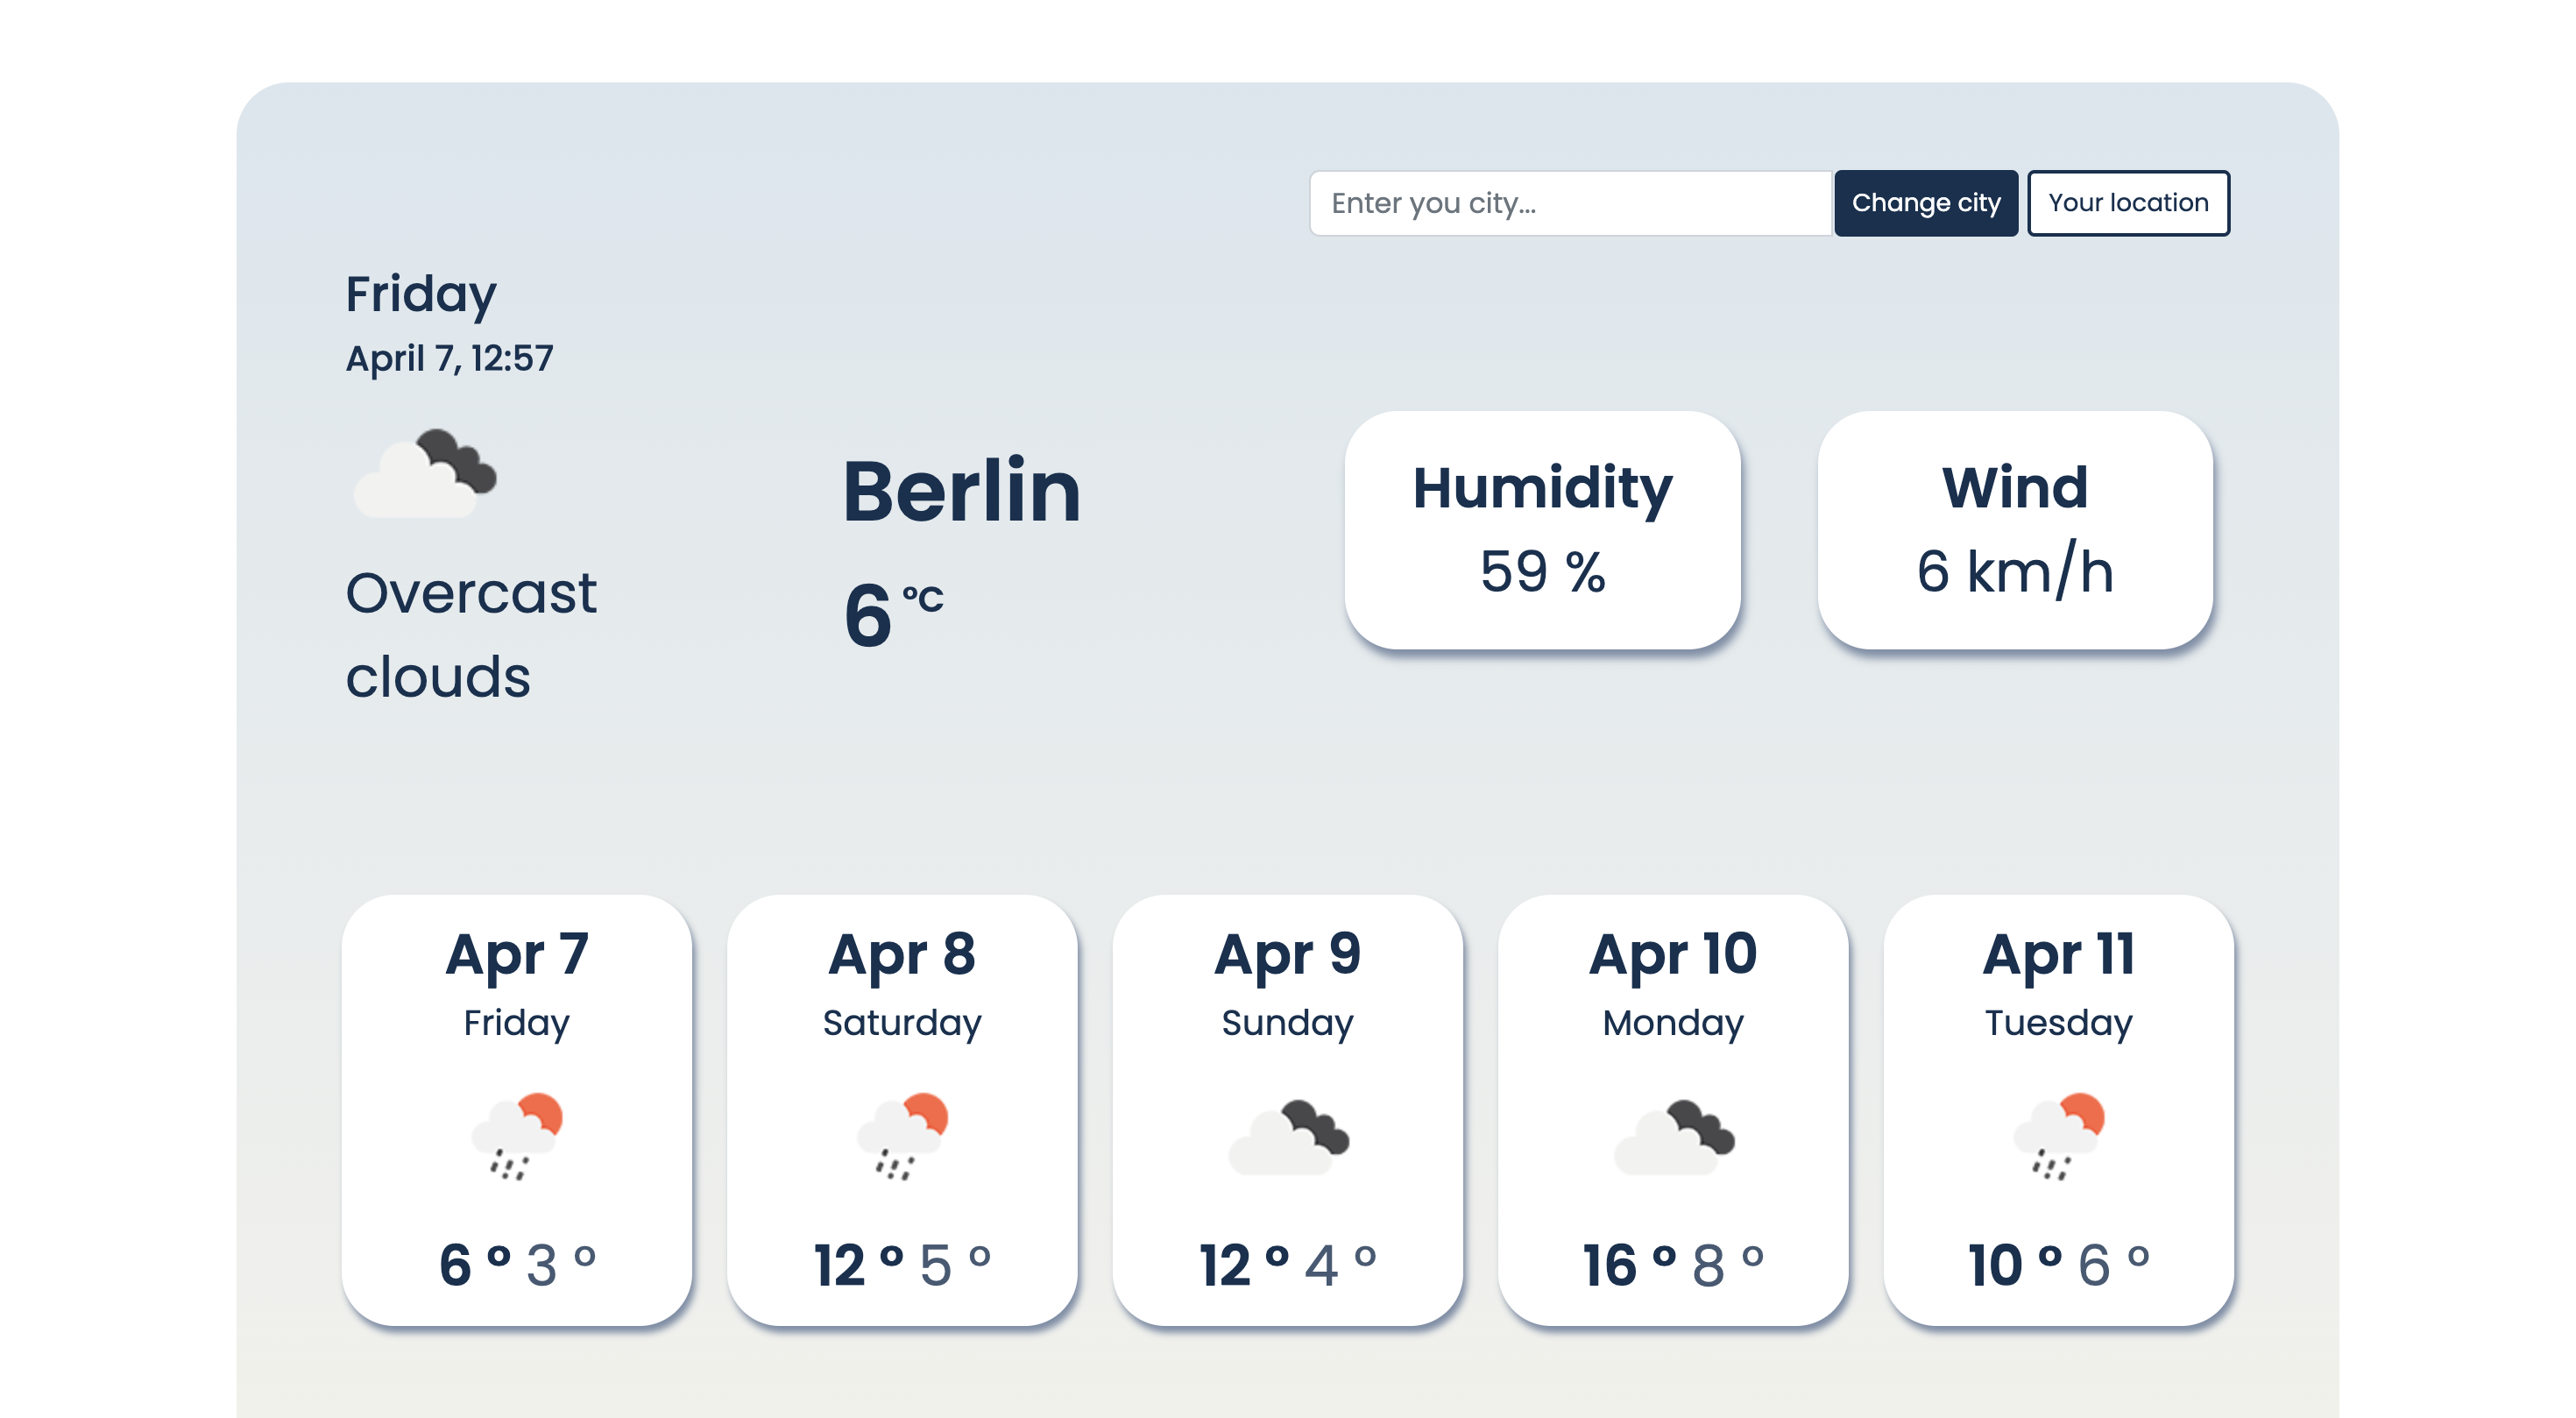 Enter you city... Change city Your location
Friday
April 7, 12:57
Overcast
clouds
Berlin
6 °C
Humidity
59 %
Wind
6 km/h
Apr 7
Friday
6 ° 3 °
Apr 8
Saturday
12 ° 5 °
Apr 9
Sunday
12 ° 4 °
Apr 10
Monday
16 ° 8 °
Apr 11
Tuesday
10 ° 6 °